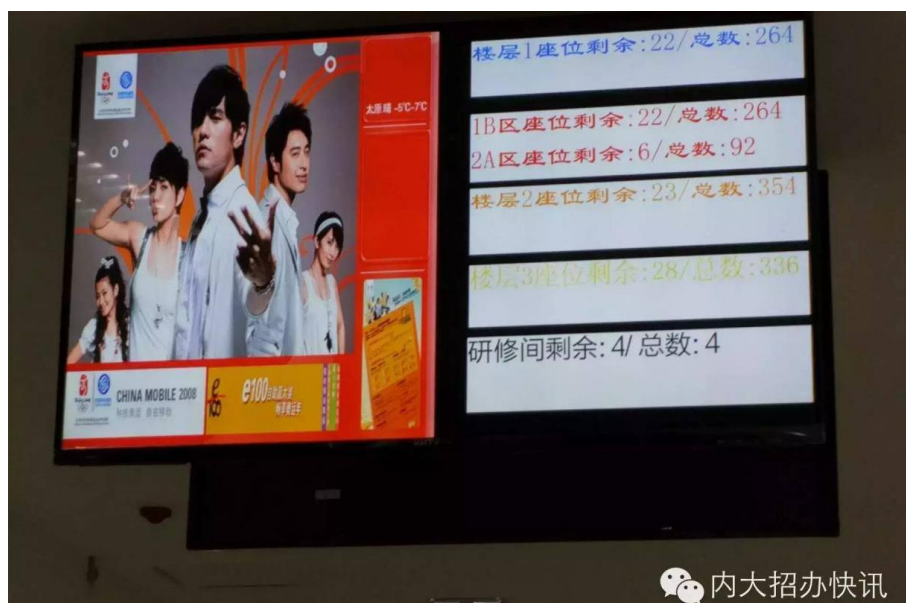 太原晴 -5℃-7℃
CHINA MOBILE 2008
e100
楼层1座位剩余:22/总数:264
1B区座位剩余:22/总数:264
2A区座位剩余:6/总数:92
楼层2座位剩余:23/总数:354
楼层3座位剩余:28/总数:336
研修间剩余:4/总数:4
内大招办快讯